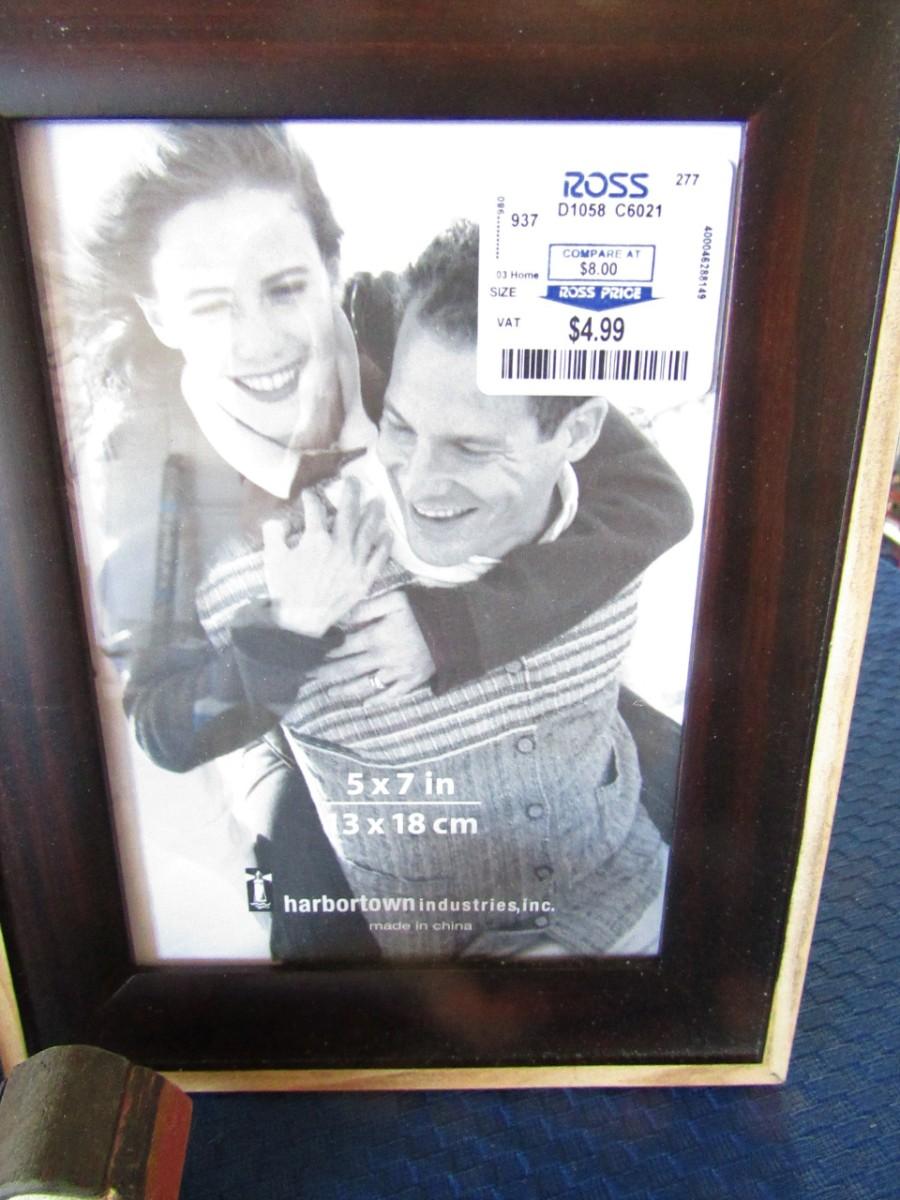 ROSS
277
D1058 C6021
937
COMPARE AT
$8.00
03 Home
SIZE
ROSS PRICE
VAT
$4.99
400046288149
5 x 7 in
13 x 18 cm
harbortown industries,inc.
made in china